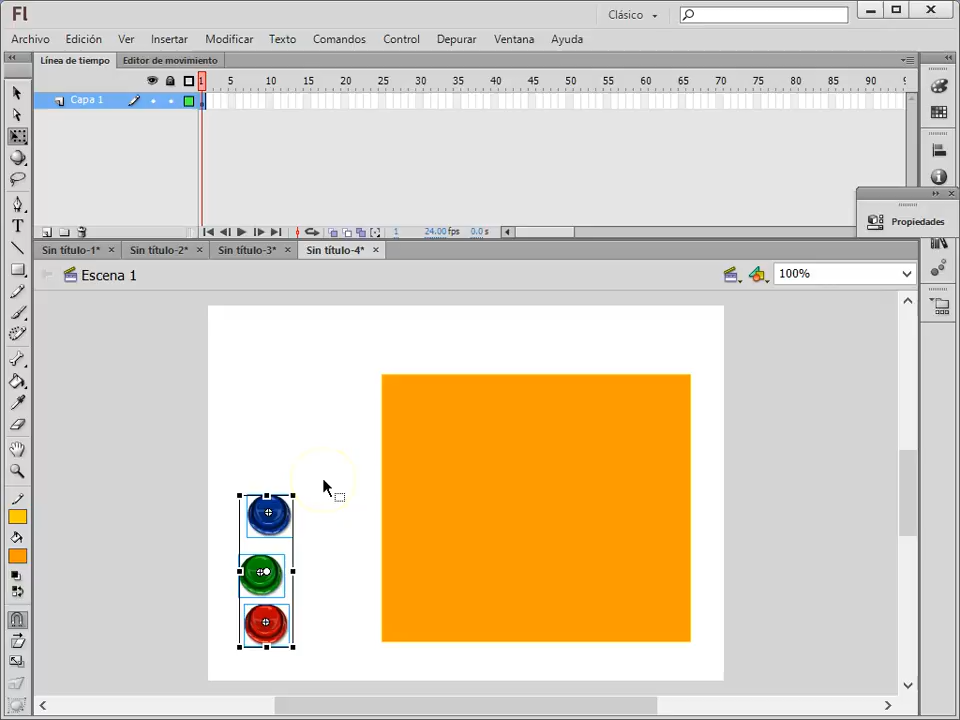 Fl
Clásico
Archivo Edición Ver Insertar Modificar Texto Comandos Control Depurar Ventana Ayuda
Línea de tiempo Editor de movimiento
1 5 10 15 20 25 30 35 40 45 50 55 60 65 70 75 80 85 90 9
Capa 1
Propiedades
1 24.00 fps 0.0 s
Sin título-1* Sin título-2* Sin título-3* Sin título-4*
Escena 1 100%